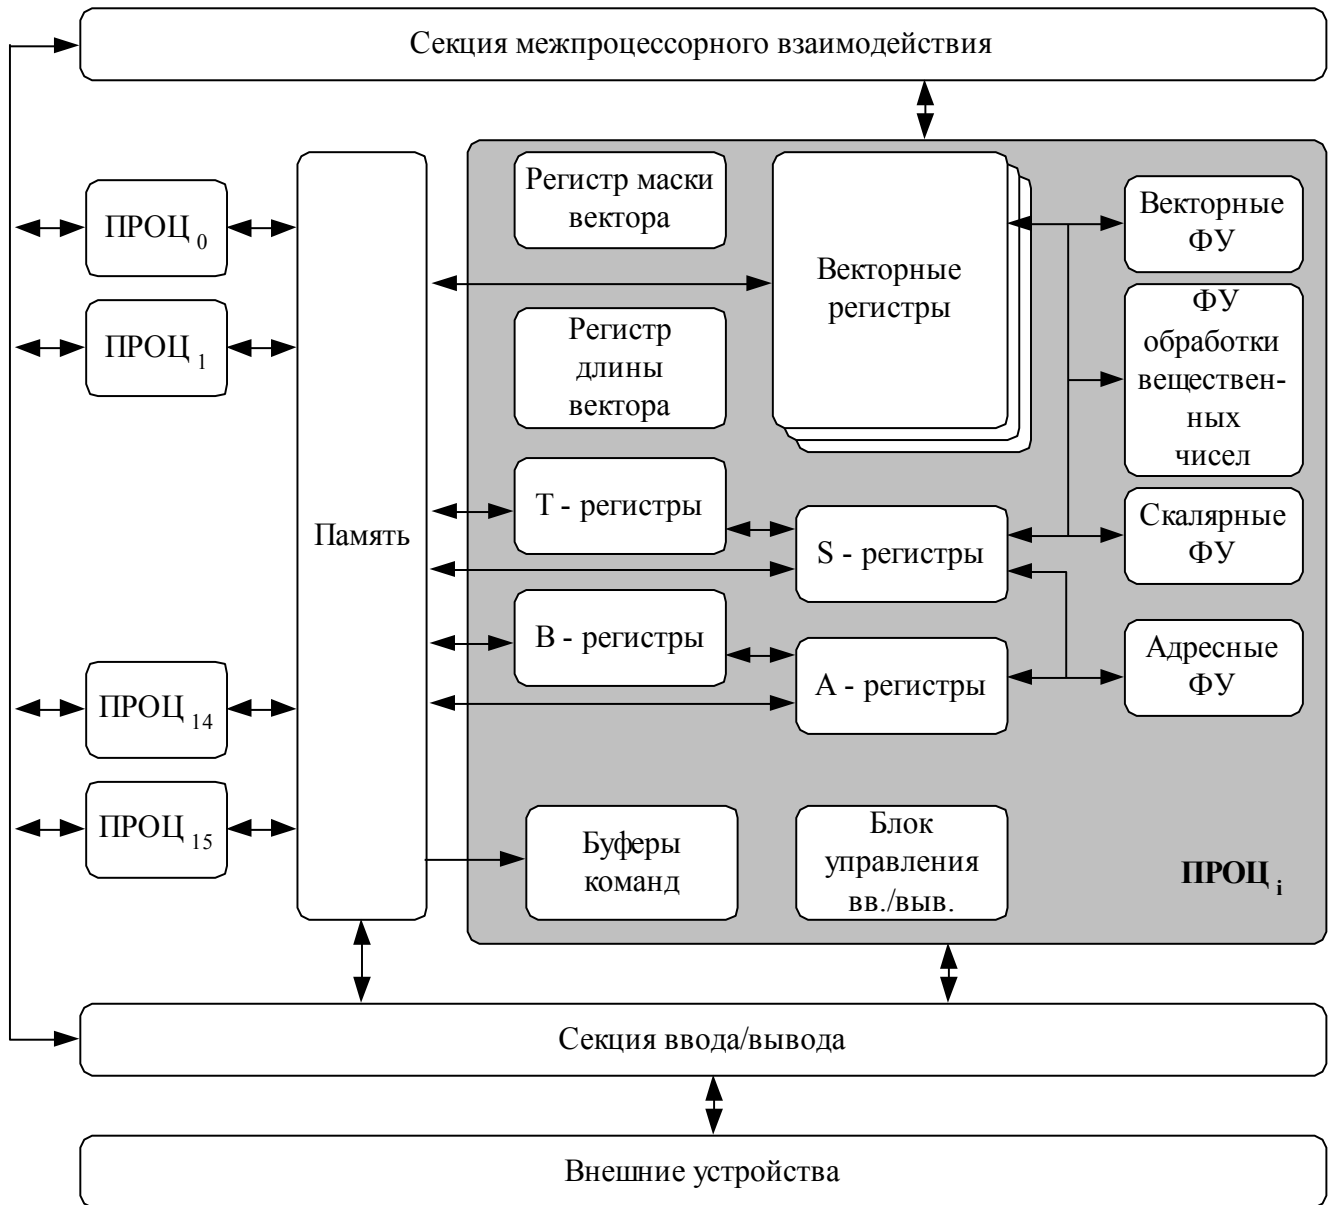 Секция межпроцессорного взаимодействия
ПРОЦ 0
ПРОЦ 1
ПРОЦ 14
ПРОЦ 15
Память
Регистр маски
вектора
Регистр
длины
вектора
Векторные
регистры
T - регистры
S - регистры
B - регистры
A - регистры
Буферы
команд
Блок
управления
вв./выв.
Векторные
ФУ
ФУ
обработки
веществен-
ных
чисел
Скалярные
ФУ
Адресные
ФУ
ПРОЦ i
Секция ввода/вывода
Внешние устройства